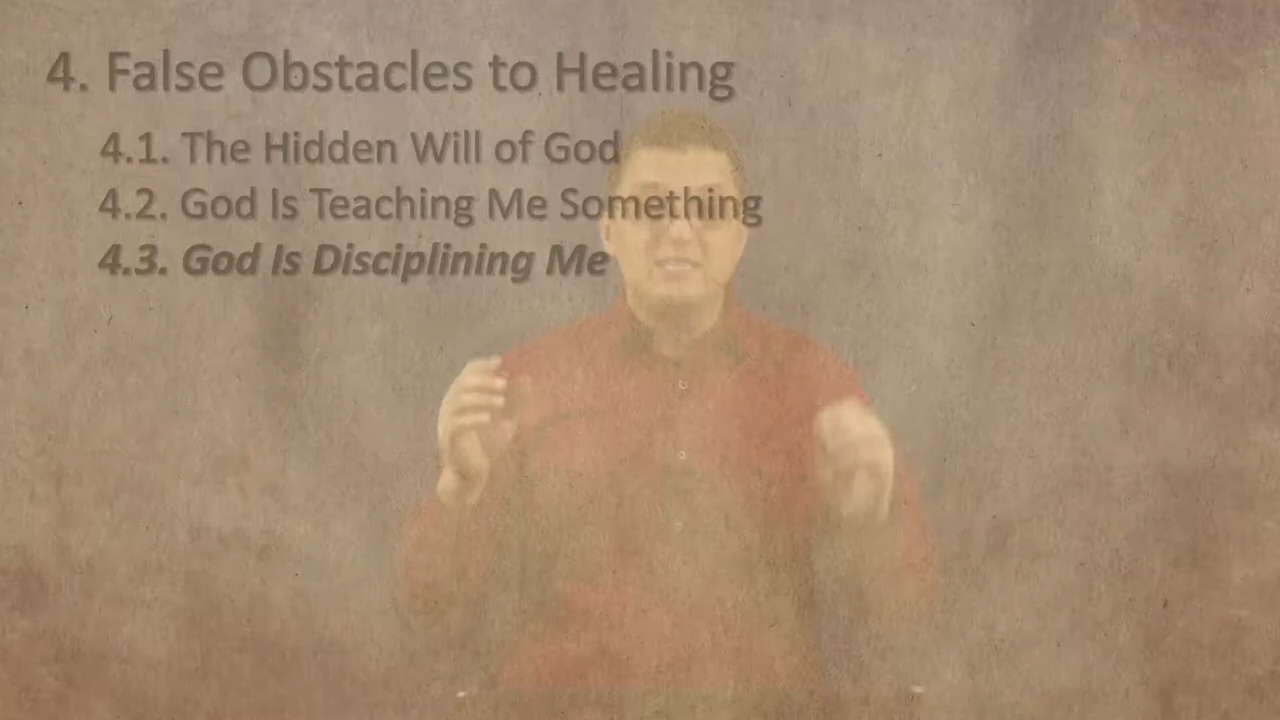 4. False Obstacles to Healing
4.1. The Hidden Will of God
4.2. God Is Teaching Me Something
4.3. God Is Disciplining Me